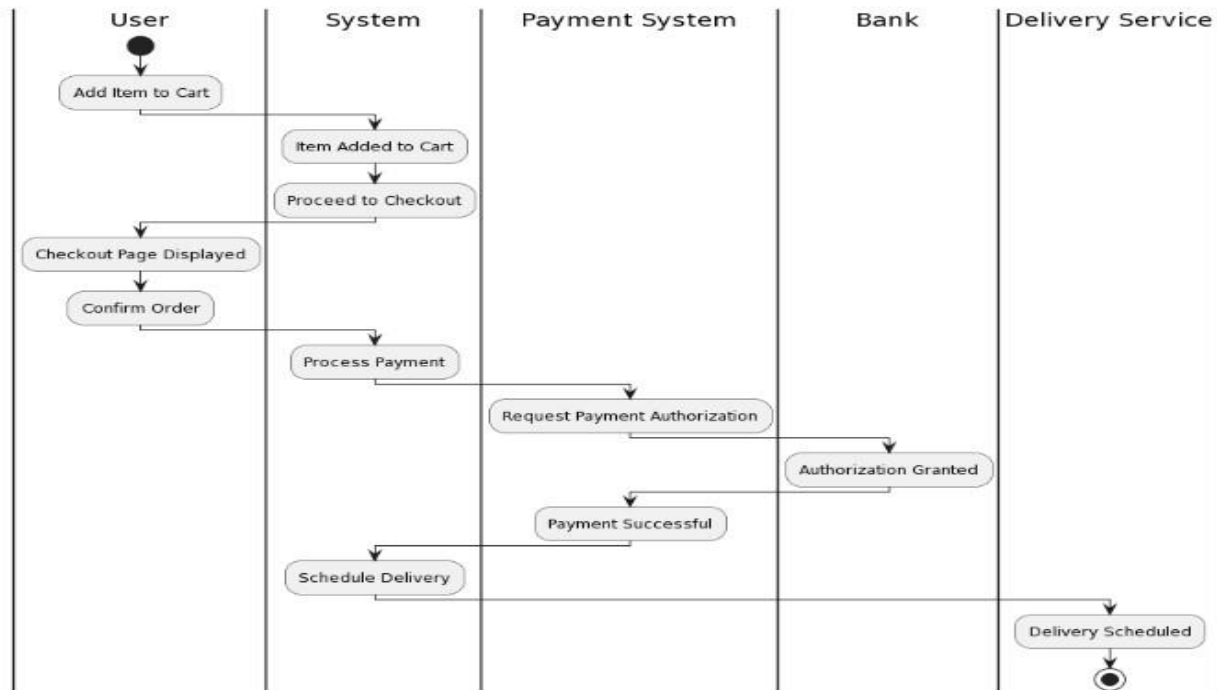 User
System
Payment System
Bank
Delivery Service
Add Item to Cart
Item Added to Cart
Proceed to Checkout
Checkout Page Displayed
Confirm Order
Process Payment
Request Payment Authorization
Authorization Granted
Payment Successful
Schedule Delivery
Delivery Scheduled